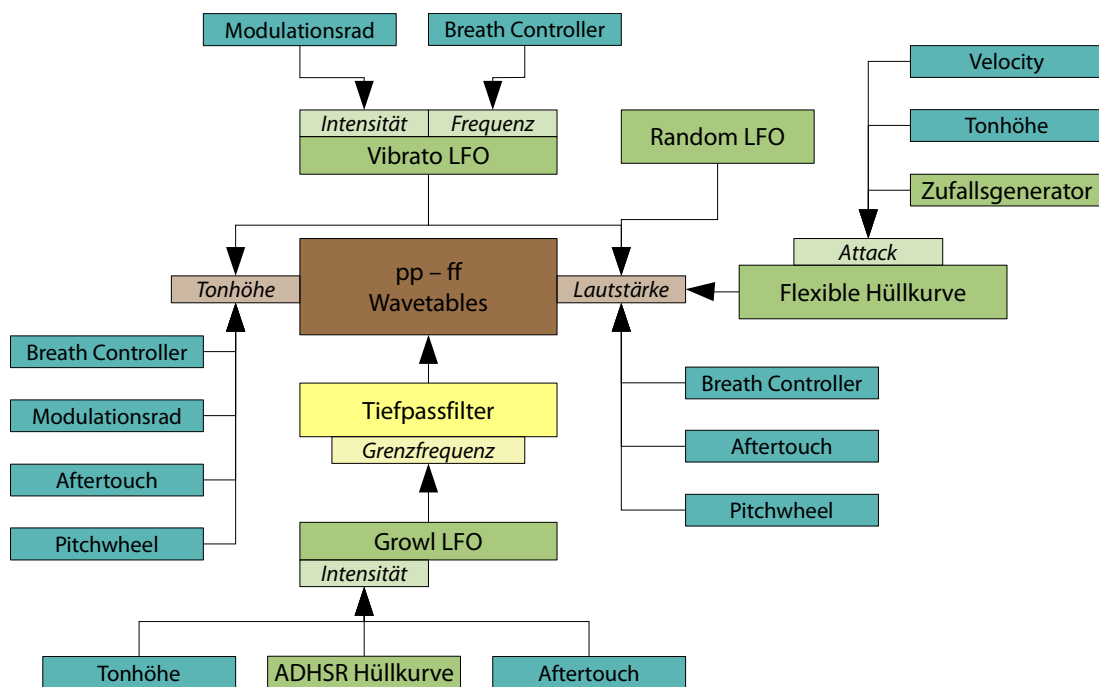 Modulationsrad
Breath Controller
Velocity
Tonhöhe
Zufallsgenerator
Intensität
Frequenz
Vibrato LFO
Random LFO
Attack
Flexible Hüllkurve
Tonhöhe
pp – ff
Wavetables
Lautstärke
Breath Controller
Modulationsrad
Aftertouch
Pitchwheel
Tiefpassfilter
Grenzfrequenz
Breath Controller
Aftertouch
Pitchwheel
Growl LFO
Intensität
Tonhöhe
ADHSR Hüllkurve
Aftertouch